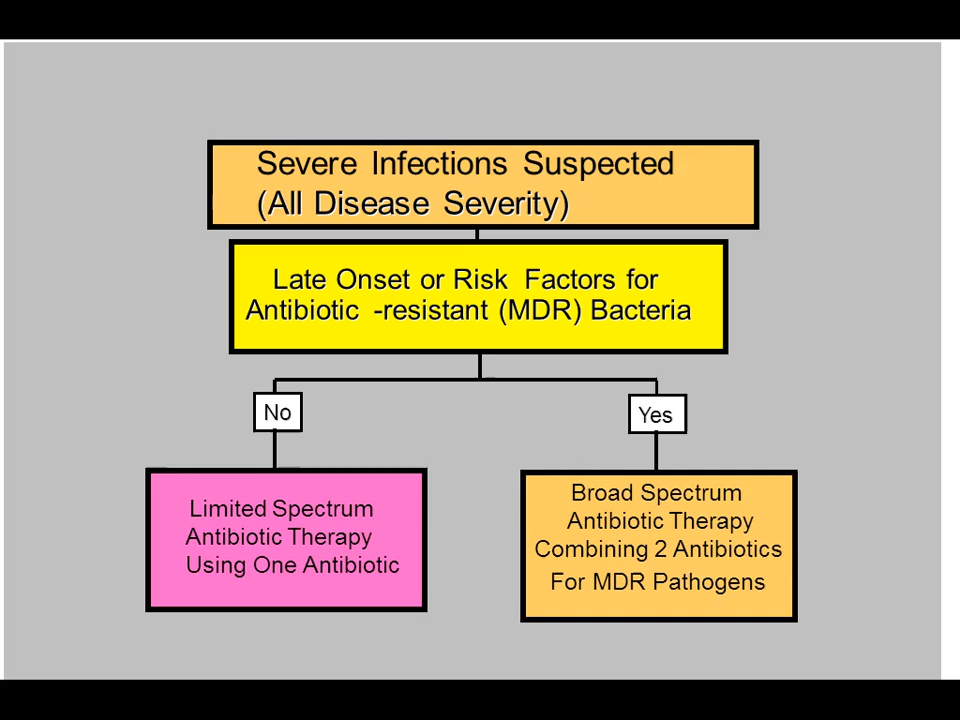 Severe Infections Suspected
(All Disease Severity)
Late Onset or Risk Factors for
Antibiotic -resistant (MDR) Bacteria
No
Yes
Limited Spectrum
Antibiotic Therapy
Using One Antibiotic
Broad Spectrum
Antibiotic Therapy
Combining 2 Antibiotics
For MDR Pathogens